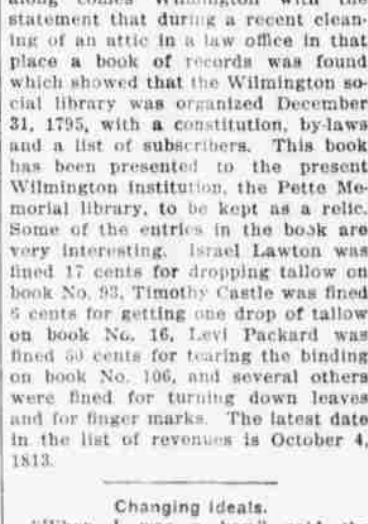 along comes Wilmington with the
statement that during a recent clean-
ing of an attic in a law office in that
place a book of records was found
which showed that the Wilmington so-
cial library was organized December
31, 1795, with a constitution, by-laws
and a list of subscribers. This book
has been presented to the present
Wilmington institution, the Pette Me-
morial library, to be kept as a relic.
Some of the entries in the book are
very interesting. Israel Lawton was
fined 17 cents for dropping tallow on
book No. 93, Timothy Castle was fined
6 cents for getting one drop of tallow
on book No. 16, Levi Packard was
fined 50 cents for tearing the binding
on book No. 106, and several others
were fined for turning down leaves
and for finger marks. The latest date
in the list of revenues is October 4,
1813.
Changing Ideals.